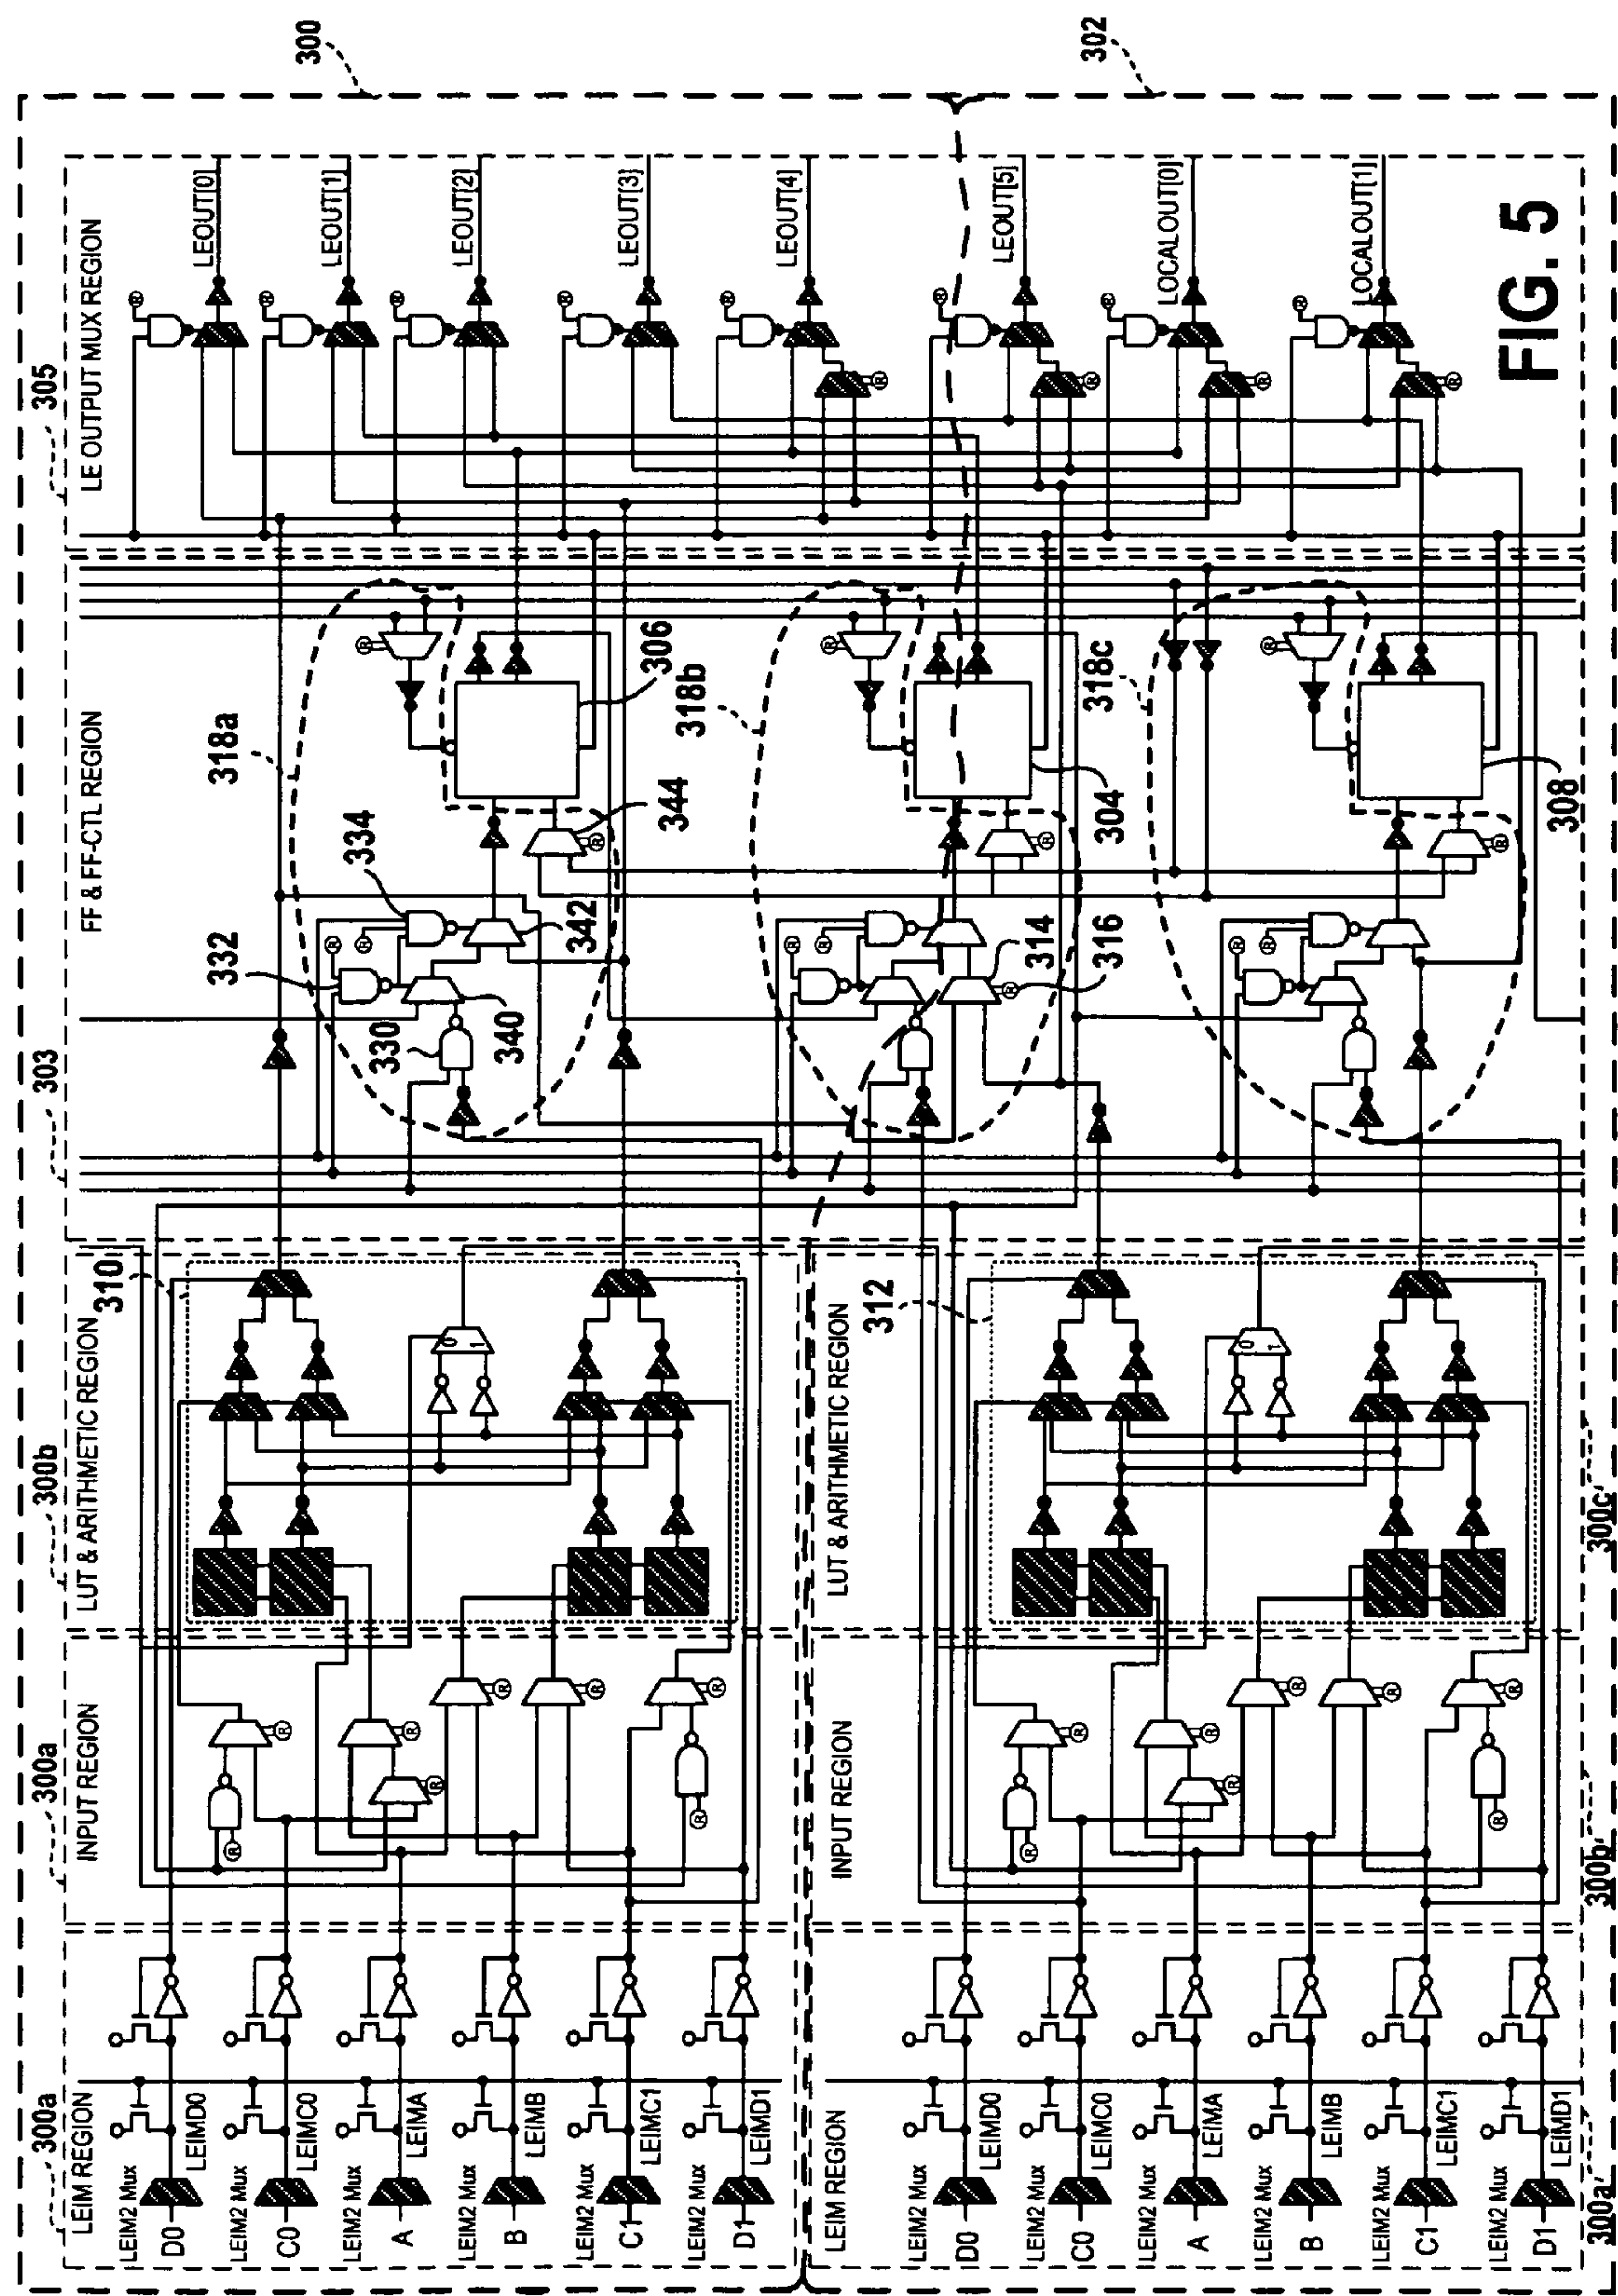 300
302
305
LE OUTPUT MUX REGION
LEOUT[0]
LEOUT[1]
LEOUT[2]
LEOUT[3]
LEOUT[4]
LEOUT[5]
LOCALOUT[0]
LOCALOUT[1]
R
R
R
R
R
R
R
R
R
R
R
R
FIG. 5
303
FF & FF-CTL REGION
318a
318b
318c
306
304
308
334
332
330
340
342
344
314
316
R
R
R
R
R
R
R
R
R
R
R
R
R
300b
LUT & ARITHMETIC REGION
310
0
1
LUT & ARITHMETIC REGION
312
0
1
300c'
300a
INPUT REGION
R
R
R
R
R
R
R
R
INPUT REGION
R
R
R
R
R
R
R
R
300b'
300a
LEIM REGION
LEIM2 Mux
D0
LEIMD0
LEIM2 Mux
C0
LEIMC0
LEIM2 Mux
A
LEIMA
LEIM2 Mux
B
LEIMB
LEIM2 Mux
C1
LEIMC1
LEIM2 Mux
D1
LEIMD1
LEIM REGION
LEIM2 Mux
D0
LEIMD0
LEIM2 Mux
C0
LEIMC0
LEIM2 Mux
A
LEIMA
LEIM2 Mux
B
LEIMB
LEIM2 Mux
C1
LEIMC1
LEIM2 Mux
D1
LEIMD1
300a'